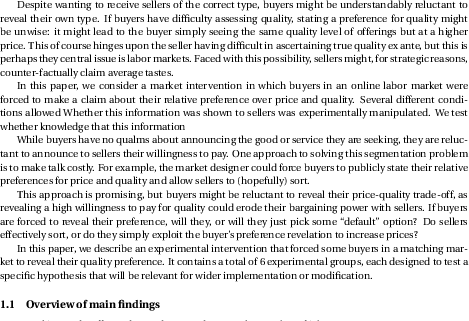 Despite wanting to receive sellers of the correct type, buyers might be understandably reluctant to
reveal their own type. If buyers have difficulty assessing quality, stating a preference for quality might
be unwise: it might lead to the buyer simply seeing the same quality level of offerings but at a higher
price. This of course hinges upon the seller having difficult in ascertaining true quality ex ante, but this is
perhaps they central issue is labor markets. Faced with this possibility, sellers might, for strategic reasons,
counter-factually claim average tastes.
In this paper, we consider a market intervention in which buyers in an online labor market were
forced to make a claim about their relative preference over price and quality. Several different condi-
tions allowed Whether this information was shown to sellers was experimentally manipulated. We test
whether knowledge that this information
While buyers have no qualms about announcing the good or service they are seeking, they are reluc-
tant to announce to sellers their willingness to pay. One approach to solving this segmentation problem
is to make talk costly. For example, the market designer could force buyers to publicly state their relative
preferences for price and quality and allow sellers to (hopefully) sort.
This approach is promising, but buyers might be reluctant to reveal their price-quality trade-off, as
revealing a high willingness to pay for quality could erode their bargaining power with sellers. If buyers
are forced to reveal their preference, will they, or will they just pick some “default” option? Do sellers
effectively sort, or do they simply exploit the buyer's preference revelation to increase prices?
In this paper, we describe an experimental intervention that forced some buyers in a matching mar-
ket to reveal their quality preference. It contains a total of 6 experimental groups, each designed to test a
specific hypothesis that will be relevant for wider implementation or modification.
1.1 Overview of main findings